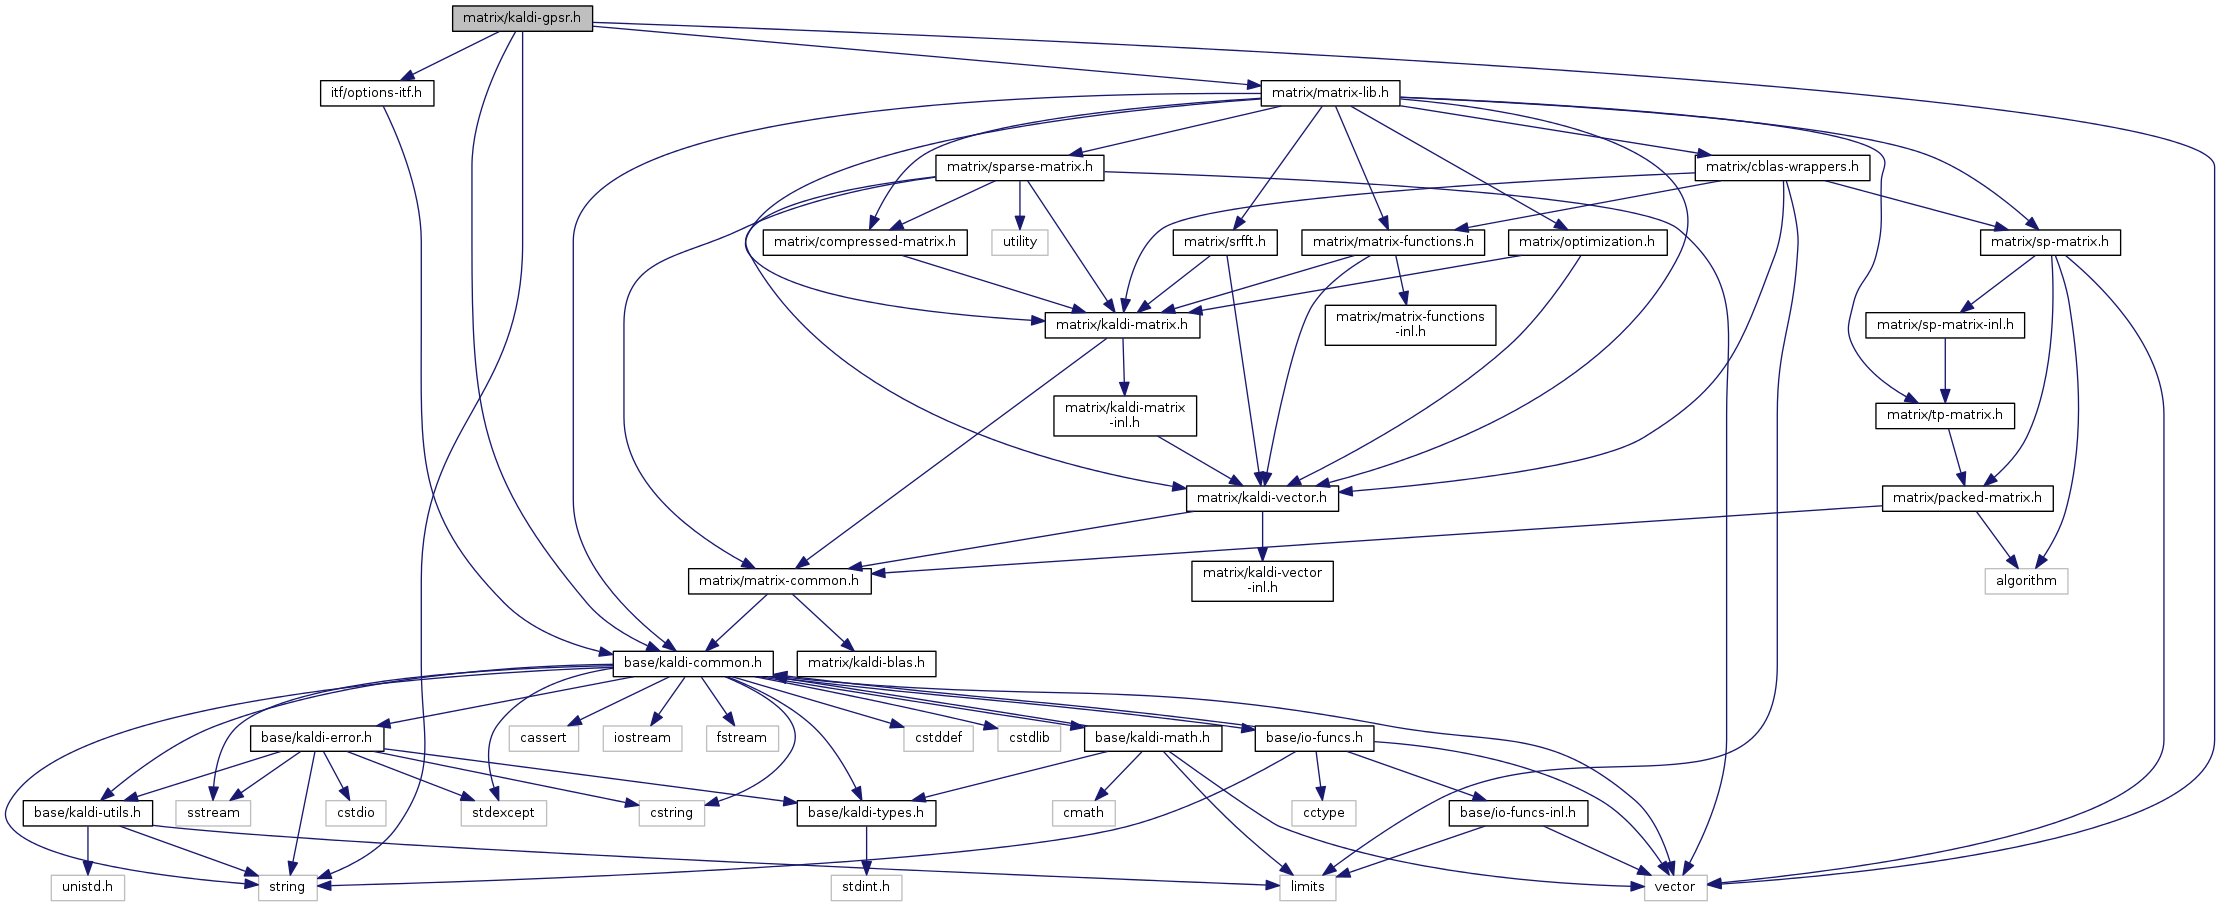 matrix/kaldi-gpsr.h
itf/options-itf.h
matrix/matrix-lib.h
matrix/sparse-matrix.h
matrix/cblas-wrappers.h
matrix/compressed-matrix.h
utility
matrix/srfft.h
matrix/matrix-functions.h
matrix/optimization.h
matrix/sp-matrix.h
matrix/kaldi-matrix.h
matrix/matrix-functions
-inl.h
matrix/sp-matrix-inl.h
matrix/kaldi-matrix
-inl.h
matrix/tp-matrix.h
matrix/kaldi-vector.h
matrix/packed-matrix.h
matrix/matrix-common.h
matrix/kaldi-vector
-inl.h
algorithm
base/kaldi-common.h
matrix/kaldi-blas.h
base/kaldi-error.h
cassert
iostream
fstream
cstddef
cstdlib
base/kaldi-math.h
base/io-funcs.h
base/kaldi-utils.h
sstream
cstdio
stdexcept
cstring
base/kaldi-types.h
cmath
cctype
base/io-funcs-inl.h
unistd.h
string
stdint.h
limits
vector